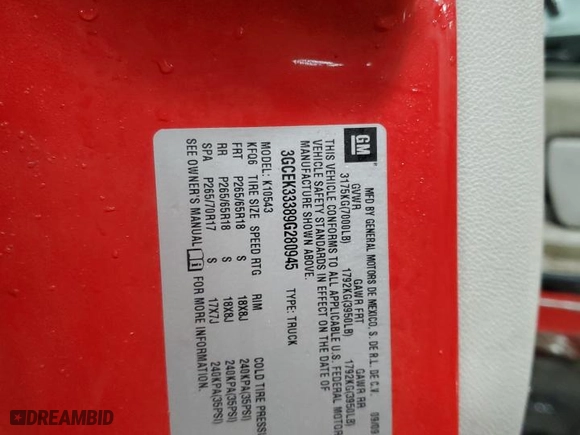 GM
MFD BY GENERAL MOTORS DE MEXICO, S. DE R.L. DE C.V. 09/09
GVWR GAWR FRT GAWR RR
3175KG(7000LB) 1792KG(3950LB) 1792KG(3950LB)
THIS VEHICLE CONFORMS TO ALL APPLICABLE U.S. FEDERAL MOTOR
VEHICLE SAFETY STANDARDS IN EFFECT ON THE DATE OF
MANUFACTURE SHOWN ABOVE.
3GCEK33389G280945 TYPE: TRUCK
MODEL: K10543
KFQ6 TIRE SIZE SPEED RTG RIM COLD TIRE
FRT P265/65R18 S 18X8J 240KPA(35PSI)
RR P265/65R18 S 18X8J 240KPA(35PSI)
SPA P265/70R17 S 17X7J 240KPA(35PSI)
SEE OWNER'S MANUAL FOR MORE INFORMATION.
DREAMBID